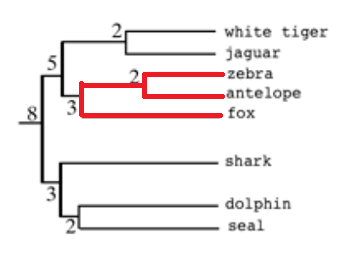 2 white tiger
jaguar
5
2 zebra
antelope
3 fox
8
shark
3
dolphin
2 seal